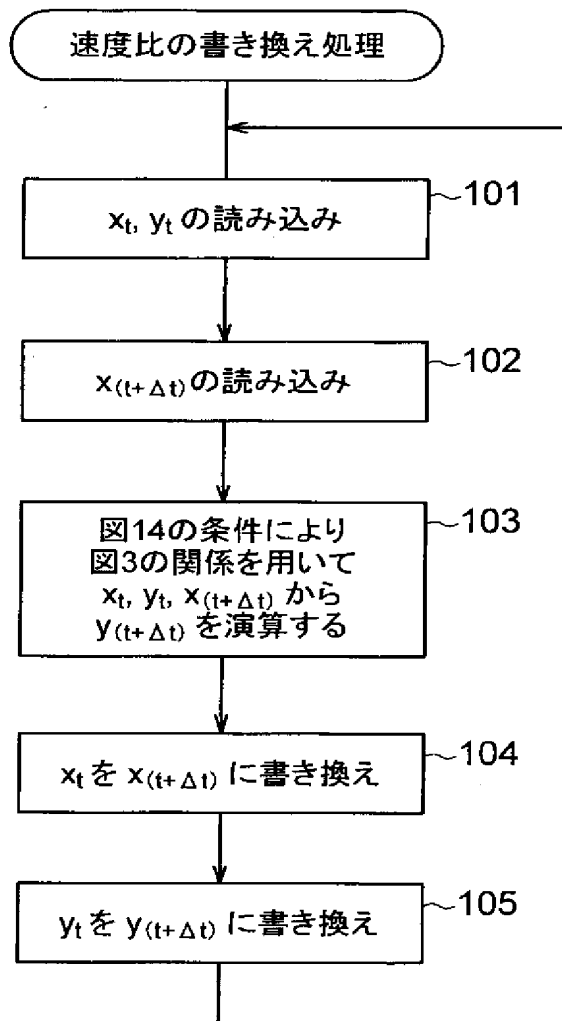 速度比の書き換え処理
xt, yt の読み込み
101
x(t+Δt) の読み込み
102
図14の条件により
図3の関係を用いて
xt, yt, x(t+Δt) から
y(t+Δt) を演算する
103
xt を x(t+Δt) に書き換え
104
yt を y(t+Δt) に書き換え
105